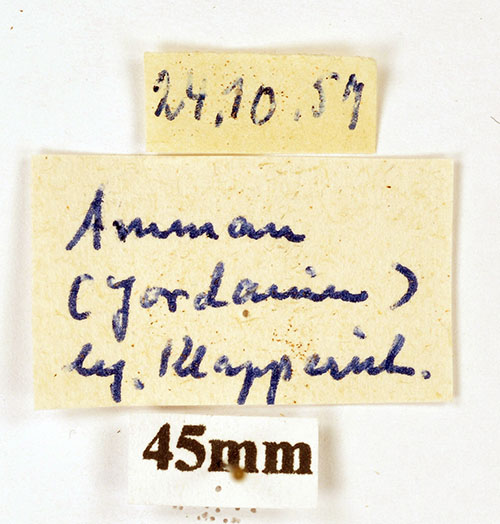 24.10.57
Amman
(Jordanien)
leg. Klapperich.
45mm